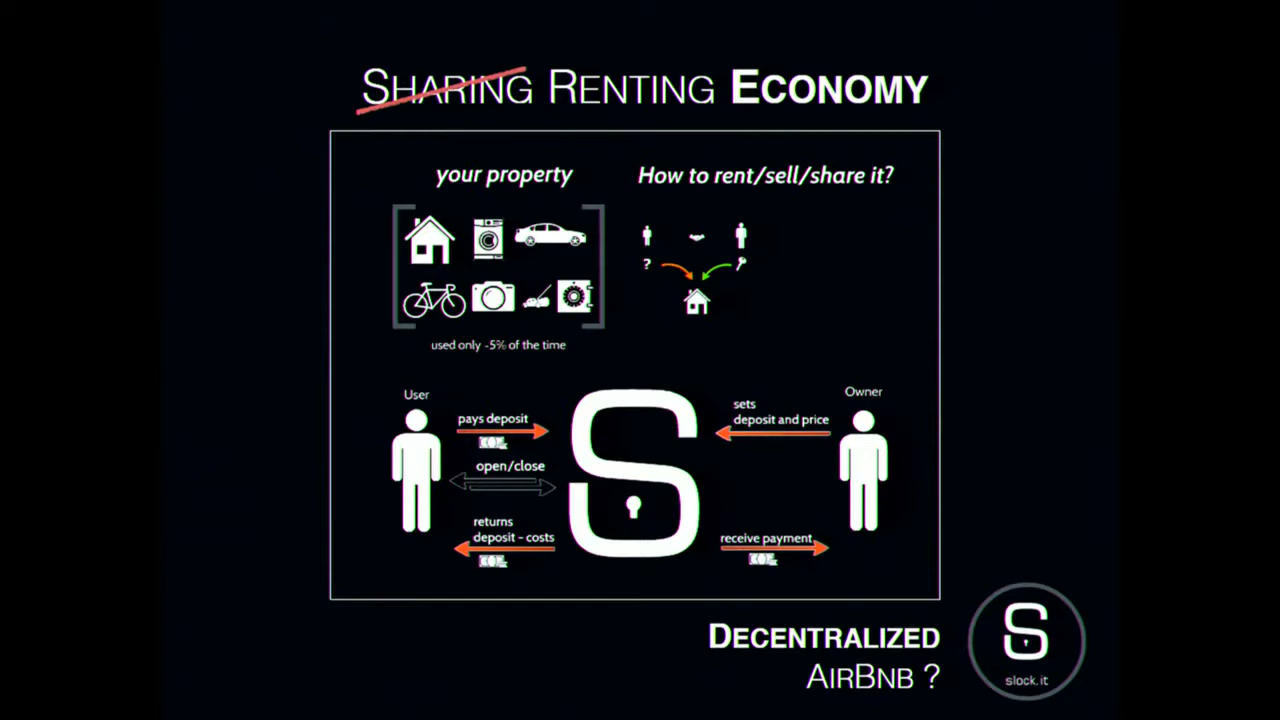 SHARING RENTING ECONOMY
your property
How to rent/sell/share it?
?
used only ~5% of the time
User
Owner
pays deposit
sets
deposit and price
open/close
returns
deposit - costs
receive payment
DECENTRALIZED
AIRBNB ?
S
slock.it